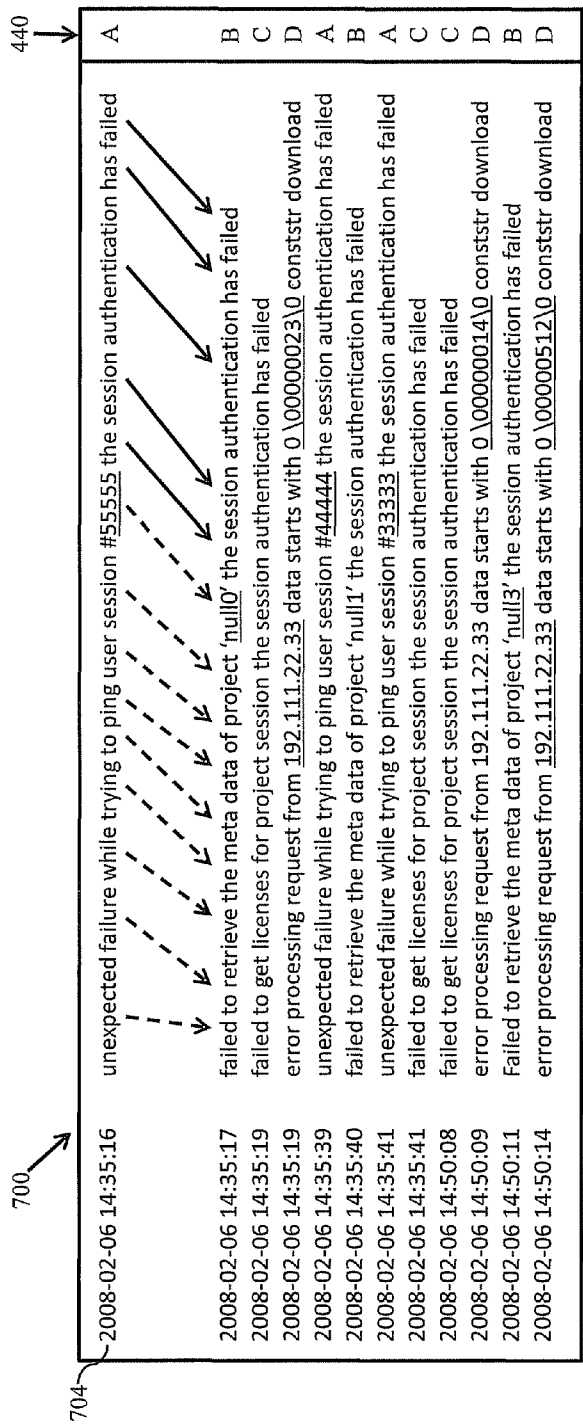 700
440
704
2008-02-06 14:35:16 unexpected failure while trying to ping user session #55555 the session authentication has failed A
2008-02-06 14:35:17 failed to retrieve the meta data of project ‘null0’ the session authentication has failed B
2008-02-06 14:35:19 failed to get licenses for project session the session authentication has failed C
2008-02-06 14:35:19 error processing request from 192.111.22.33 data starts with 0 \00000023\0 conststr download D
2008-02-06 14:35:39 unexpected failure while trying to ping user session #44444 the session authentication has failed A
2008-02-06 14:35:40 failed to retrieve the meta data of project ‘null1’ the session authentication has failed B
2008-02-06 14:35:41 unexpected failure while trying to ping user session #33333 the session authentication has failed A
2008-02-06 14:35:41 failed to get licenses for project session the session authentication has failed C
2008-02-06 14:50:08 failed to get licenses for project session the session authentication has failed C
2008-02-06 14:50:09 error processing request from 192.111.22.33 data starts with 0 \00000014\0 conststr download D
2008-02-06 14:50:11 Failed to retrieve the meta data of project ‘null3’ the session authentication has failed B
2008-02-06 14:50:14 error processing request from 192.111.22.33 data starts with 0 \00000512\0 conststr download D